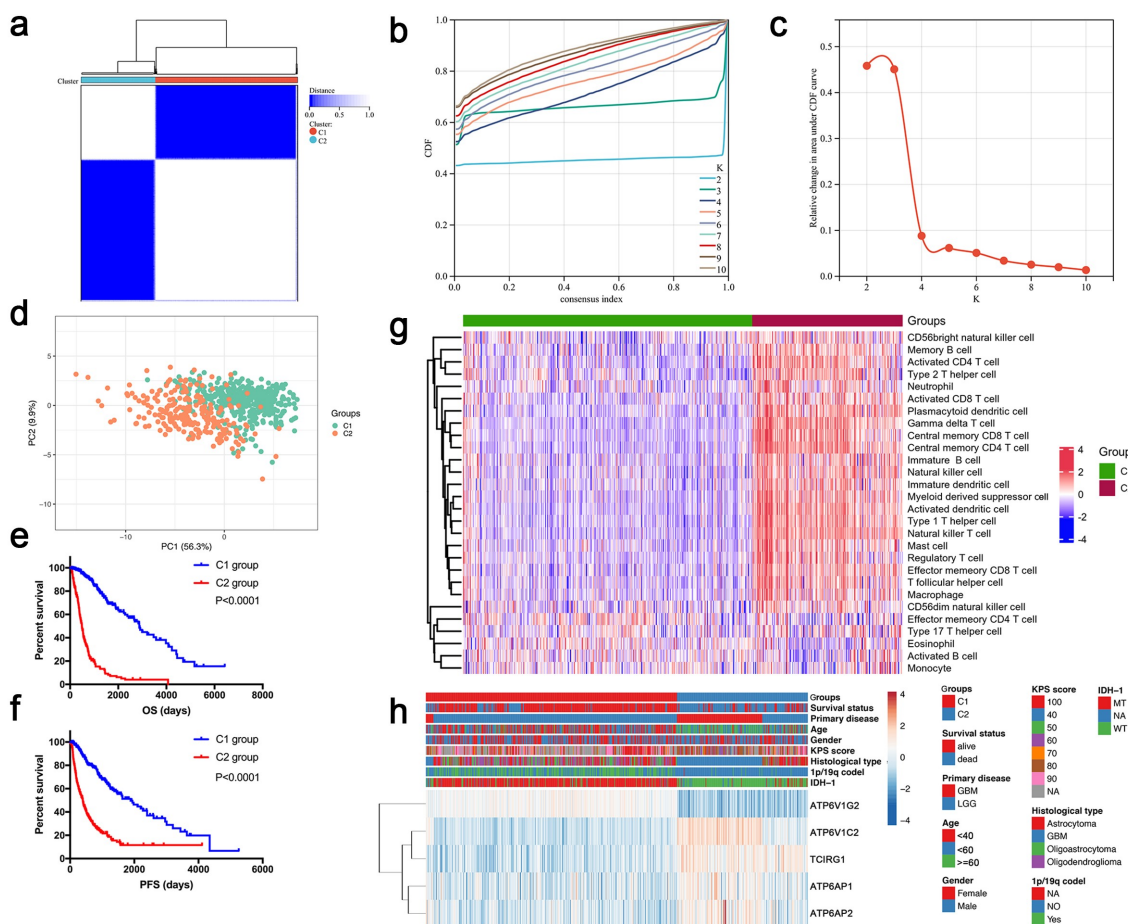 a
Cluster
Distance
0.0 1.0
Cluster:
C1
C2
b
CDF
1.0
0.8
0.6
0.4
0.2
0.0
0.0 0.2 0.4 0.6 0.8 1.0
consensus index
K
2
3
4
5
6
7
8
9
10
c
Relative change in area under CDF curve
0.5
0.4
0.3
0.2
0.1
0.0
2 4 6 8 10
K
d
PC2 (9.9%)
5
0
−5
−10
−10 0
PC1 (56.3%)
Groups
C1
C2
e
Percent survival
100
80
60
40
20
0
0 2000 4000 6000 8000
OS (days)
C1 group
C2 group
P<0.0001
f
Percent survival
100
80
60
40
20
0
0 2000 4000 6000
PFS (days)
C1 group
C2 group
P<0.0001
g
Groups
CD56bright natural killer cell
Memory B cell
Activated CD4 T cell
Type 2 T helper cell
Neutrophil
Activated CD8 T cell
Plasmacytoid dendritic cell
Gamma delta T cell
Central memory CD8 T cell
Central memory CD4 T cell
Immature B cell
Natural killer cell
Immature dendritic cell
Myeloid derived suppressor cell
Activated dendritic cell
Type 1 T helper cell
Natural killer T cell
Mast cell
Regulatory T cell
Effector memeory CD8 T cell
T follicular helper cell
Macrophage
CD56dim natural killer cell
Effector memeory CD4 T cell
Type 17 T helper cell
Eosinophil
Activated B cell
Monocyte
4
2
0
−2
−4
Group
C
C
h
Groups
Survival status
Primary disease
Age
Gender
KPS score
Histological type
1p/19q codel
IDH−1
ATP6V1G2
ATP6V1C2
TCIRG1
ATP6AP1
ATP6AP2
4
2
0
−2
−4
Groups
C1
C2
Survival status
alive
dead
Primary disease
GBM
LGG
Age
<40
<60
>=60
Gender
Female
Male
KPS score
100
40
50
60
70
80
90
NA
Histological type
Astrocytoma
GBM
Oligoastrocytoma
Oligodendroglioma
1p/19q codel
NA
NO
Yes
IDH−1
MT
NA
WT